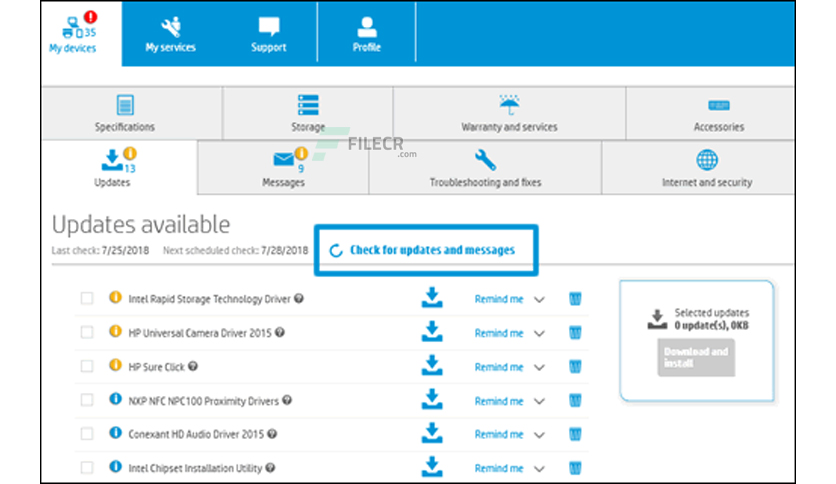 35
My devices
My services
Support
Profile
Specifications
Storage
Warranty and services
Accessories
FILECR
.com
13
Updates
9
Messages
Troubleshooting and fixes
Internet and security
Updates available
Last check: 7/25/2018 Next scheduled check: 7/28/2018 Check for updates and messages
Intel Rapid Storage Technology Driver ? Remind me
HP Universal Camera Driver 2015 ? Remind me
HP Sure Click ? Remind me
NXP NFC NPC100 Proximity Drivers ? Remind me
Conexant HD Audio Driver 2015 ? Remind me
Intel Chipset Installation Utility ? Remind me
Selected updates
0 update(s), 0KB
Download and
install